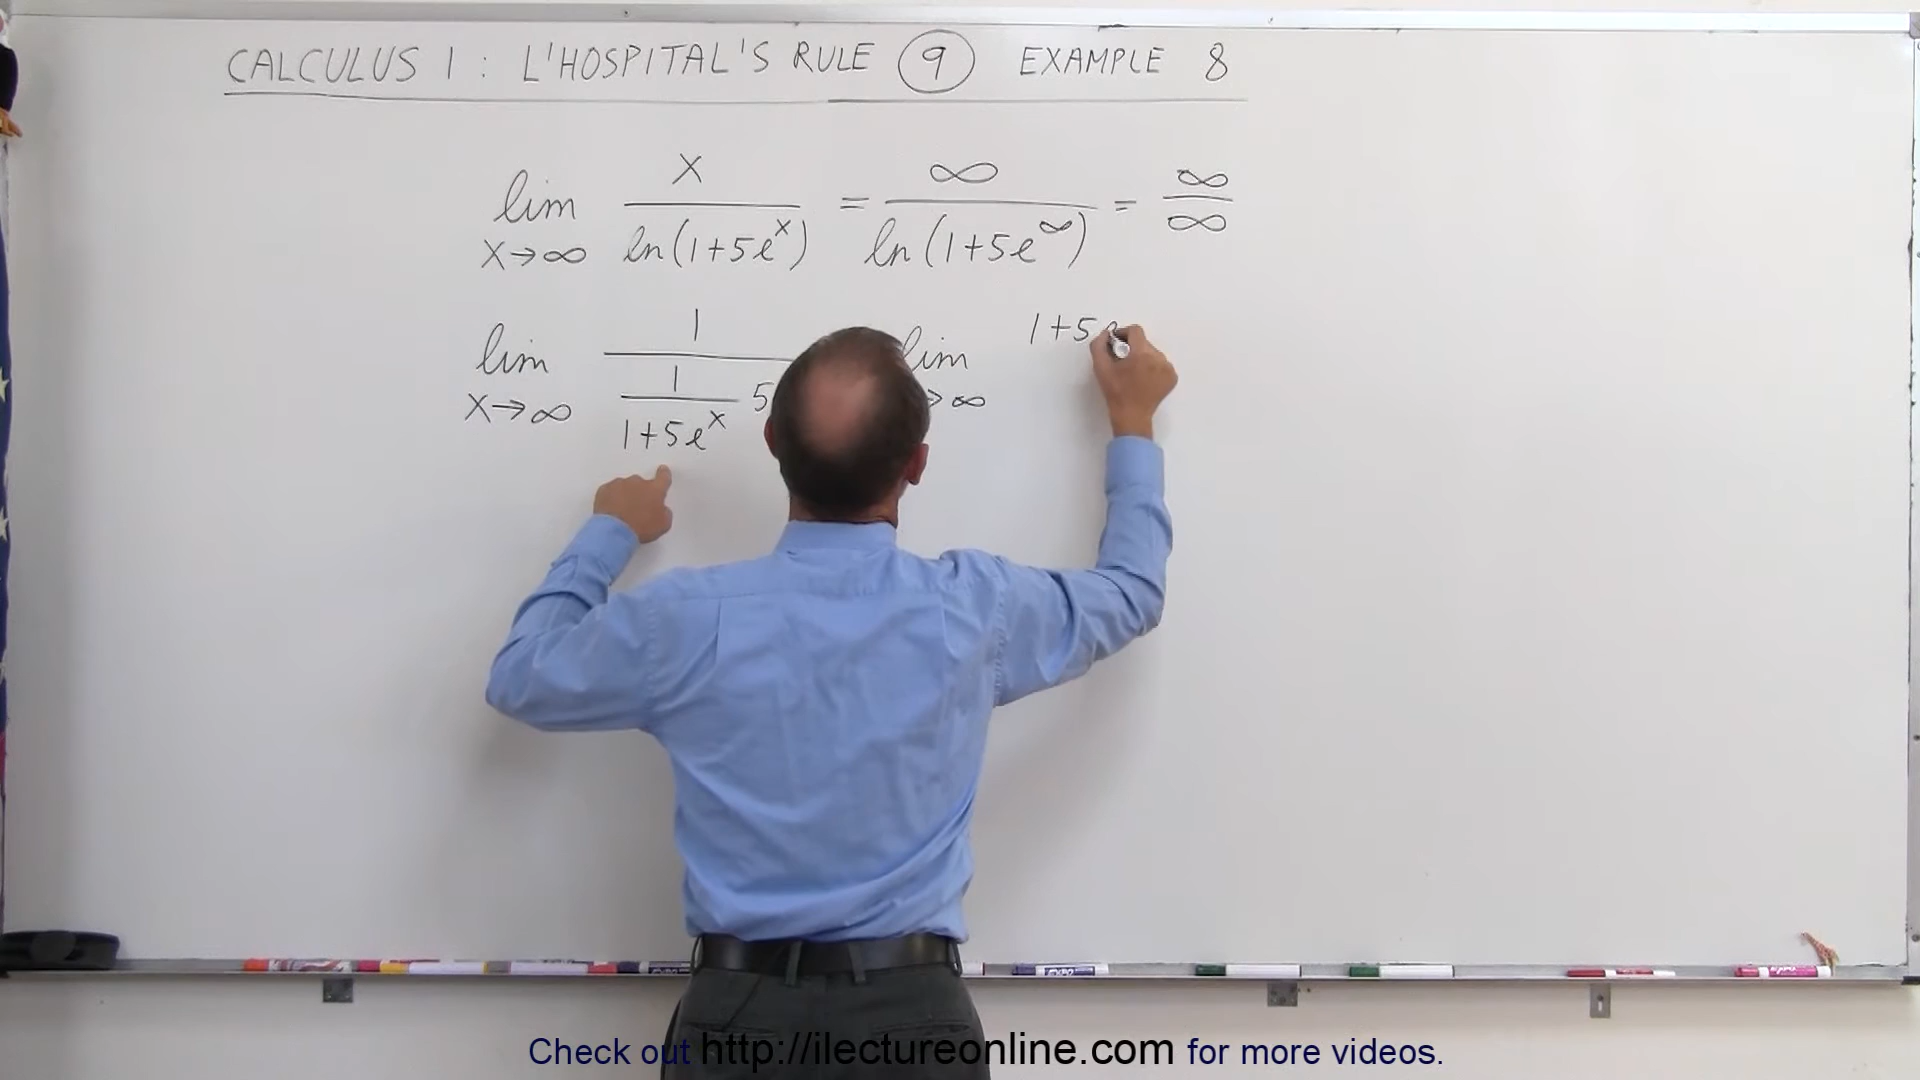 CALCULUS 1 : L'HOSPITAL'S RULE 9 EXAMPLE 8
lim x→∞ x / ln(1+5e^x) = ∞ / ln(1+5e^∞) = ∞ / ∞
lim x→∞ 1 / 1 / 1+5e^x 5 lim →∞ 1+5
EXPO
Check out http://ilectureonline.com for more videos.